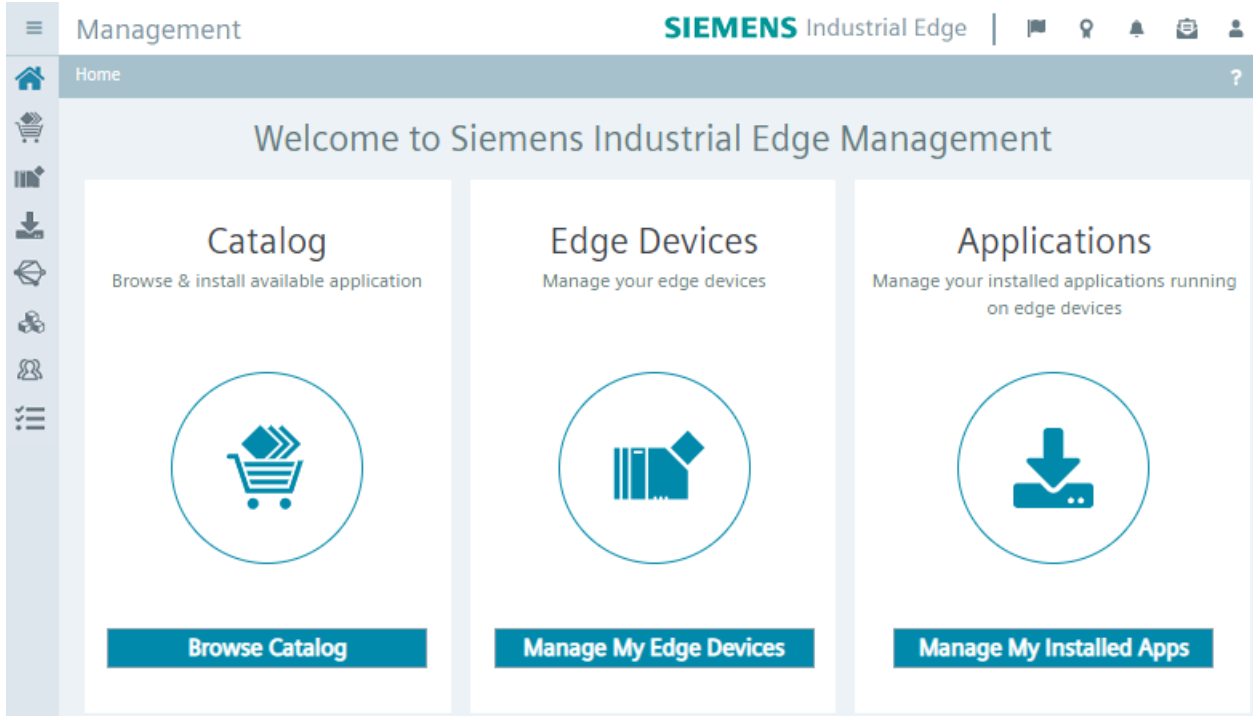 Management
SIEMENS Industrial Edge
Home
?
Welcome to Siemens Industrial Edge Management
Catalog
Browse & install available application
Browse Catalog
Edge Devices
Manage your edge devices
Manage My Edge Devices
Applications
Manage your installed applications running
on edge devices
Manage My Installed Apps